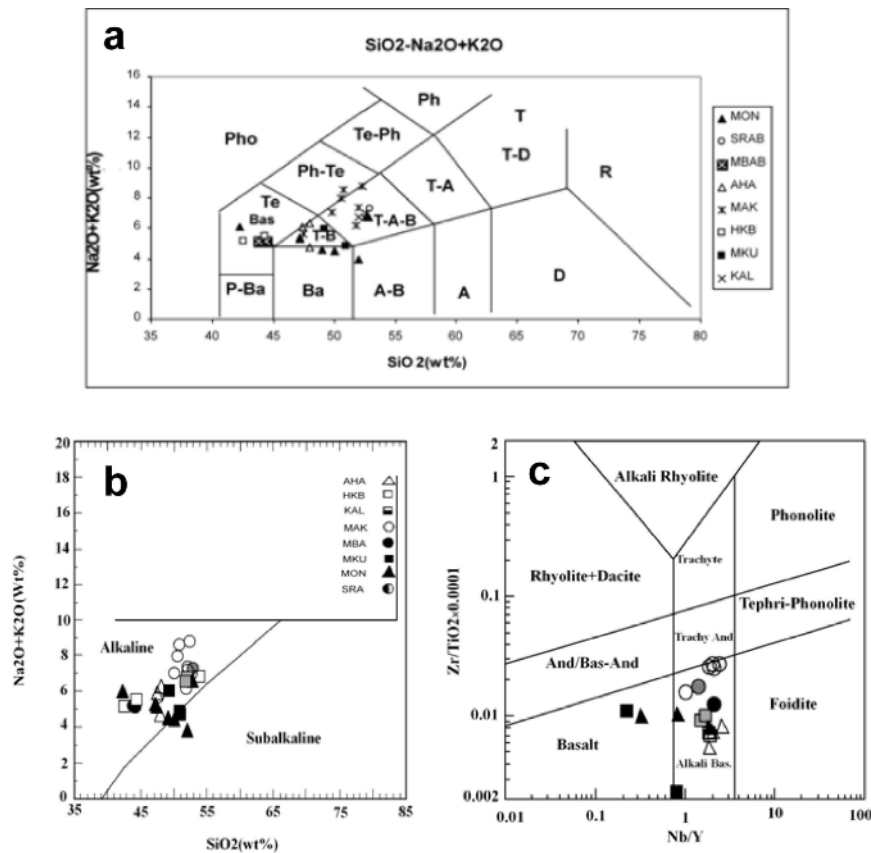 a
SiO2-Na2O+K2O
Na2O+K2O(wt%)
16
14
12
10
8
6
4
2
0
Ph
T
Pho
Te-Ph
T-D
Ph-Te
T-A
R
Te
Bas
T-B
T-A-B
P-Ba
Ba
A-B
A
D
35
40
45
50
55
60
65
70
75
80
SiO 2(wt%)
MON
SRAB
MBAB
AHA
MAK
HKB
MKU
KAL
b
Na2O+K2O(Wt%)
20
18
16
14
12
10
8
6
4
2
0
AHA
HKB
KAL
MAK
MBA
MKU
MON
SRA
Alkaline
Subalkaline
35
45
55
65
75
85
SiO2(wt%)
c
Zr/TiO2×0.0001
2
1
0.1
0.01
0.002
Alkali Rhyolite
Phonolite
Trachyte
Rhyolite+Dacite
Tephri-Phonolite
Trachy And
And/Bas-And
Foidite
Basalt
Alkali Bas.
0.01
0.1
1
10
100
Nb/Y